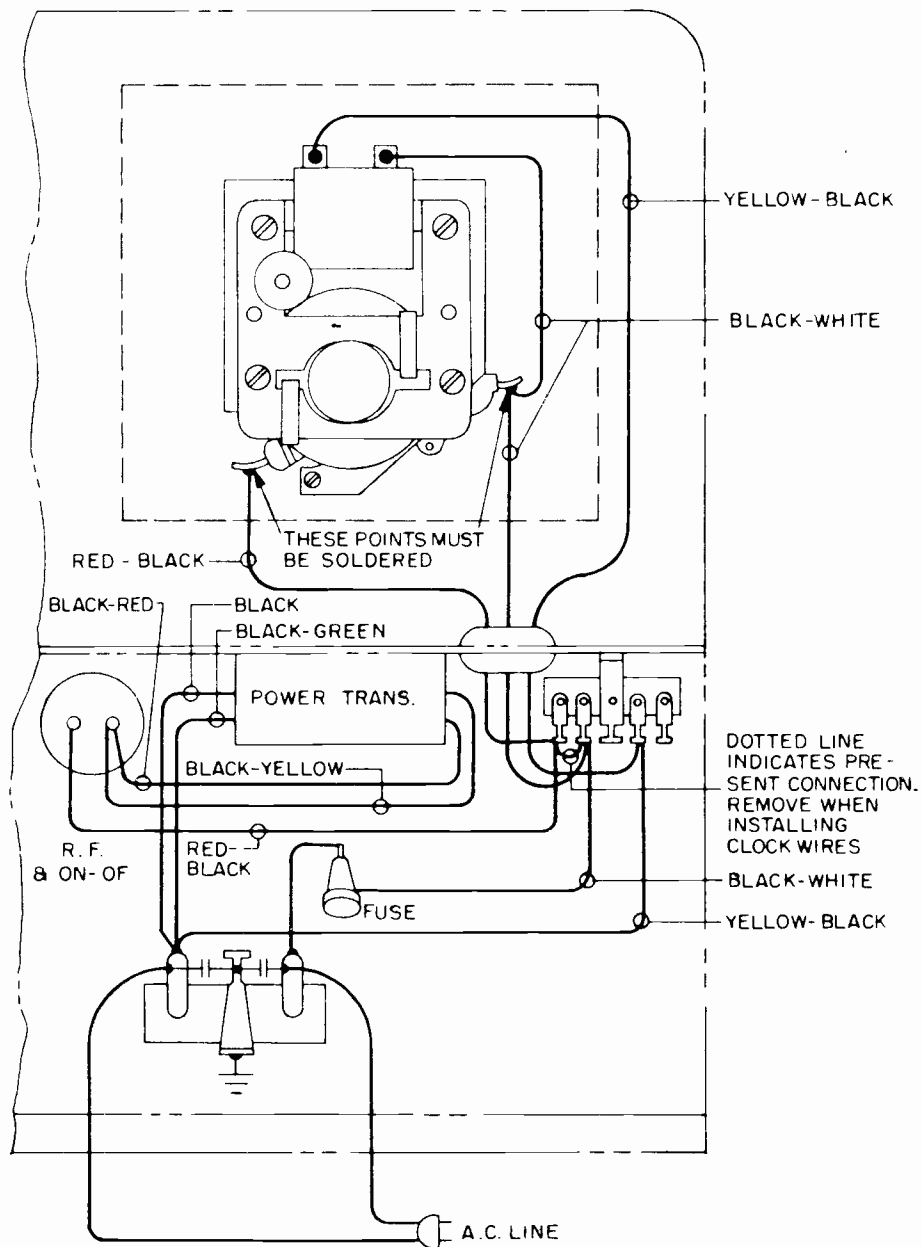 YELLOW-BLACK
BLACK-WHITE
THESE POINTS MUST
BE SOLDERED
RED-BLACK
BLACK-RED
BLACK
BLACK-GREEN
POWER TRANS.
BLACK-YELLOW
DOTTED LINE
INDICATES PRE-
SENT CONNECTION.
REMOVE WHEN
INSTALLING
CLOCK WIRES
R.F.
& ON-OF
RED-
BLACK
FUSE
BLACK-WHITE
YELLOW-BLACK
A.C. LINE